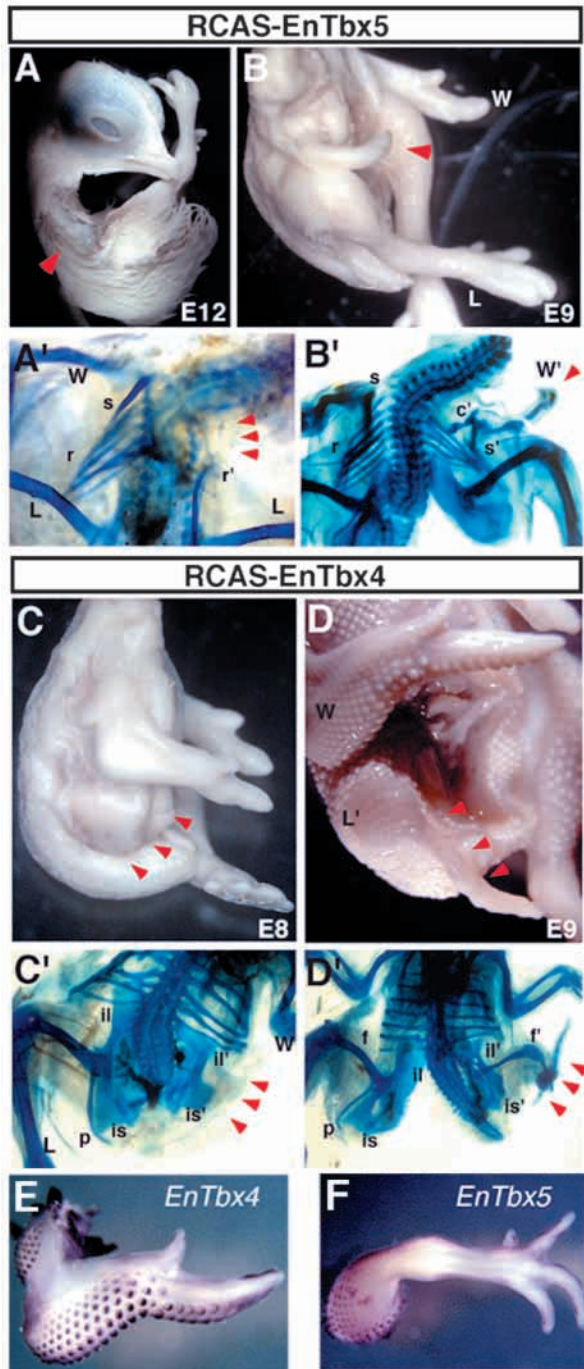 RCAS-EnTbx5
A
E12
B
W
L
E9
A'
W
s
r
r'
L
L
B'
s
W'
c'
r
s'
RCAS-EnTbx4
C
E8
D
W
L'
E9
C'
il
il'
W
is
is'
p
L
D'
f
f'
il
il'
is'
p
is
E
EnTbx4
F
EnTbx5